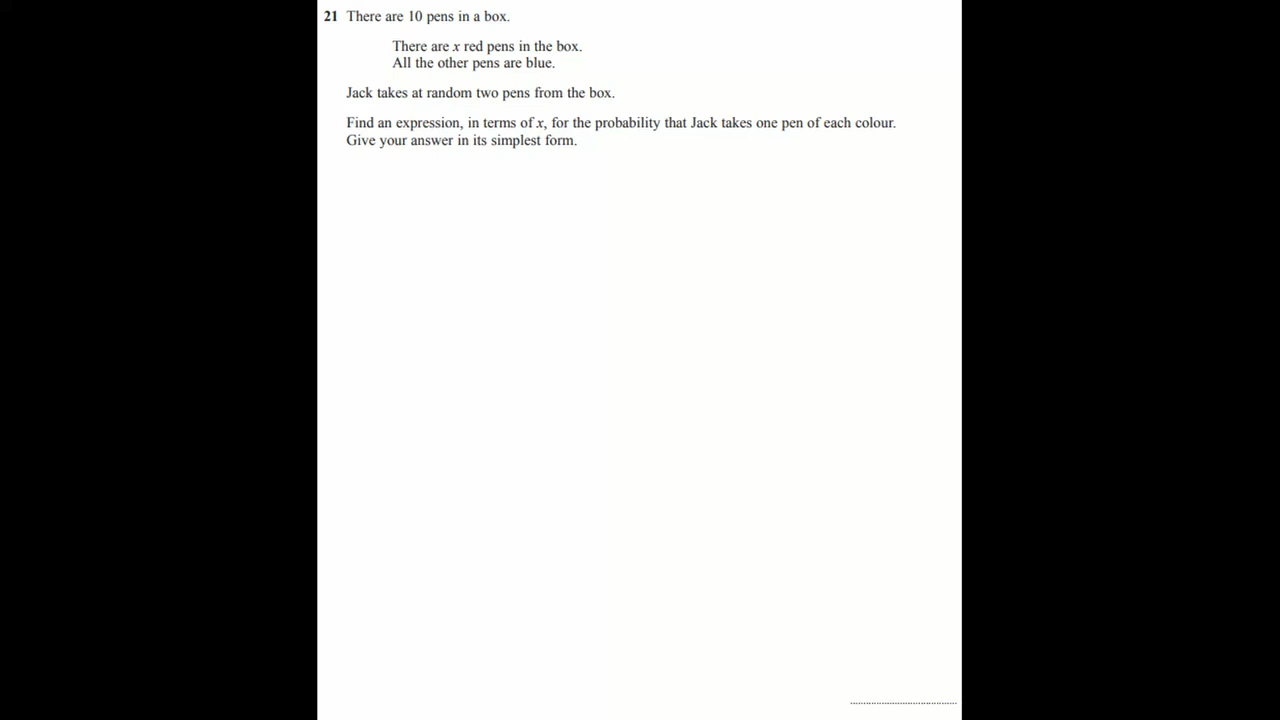 21 There are 10 pens in a box.
There are x red pens in the box.
All the other pens are blue.
Jack takes at random two pens from the box.
Find an expression, in terms of x, for the probability that Jack takes one pen of each colour.
Give your answer in its simplest form.